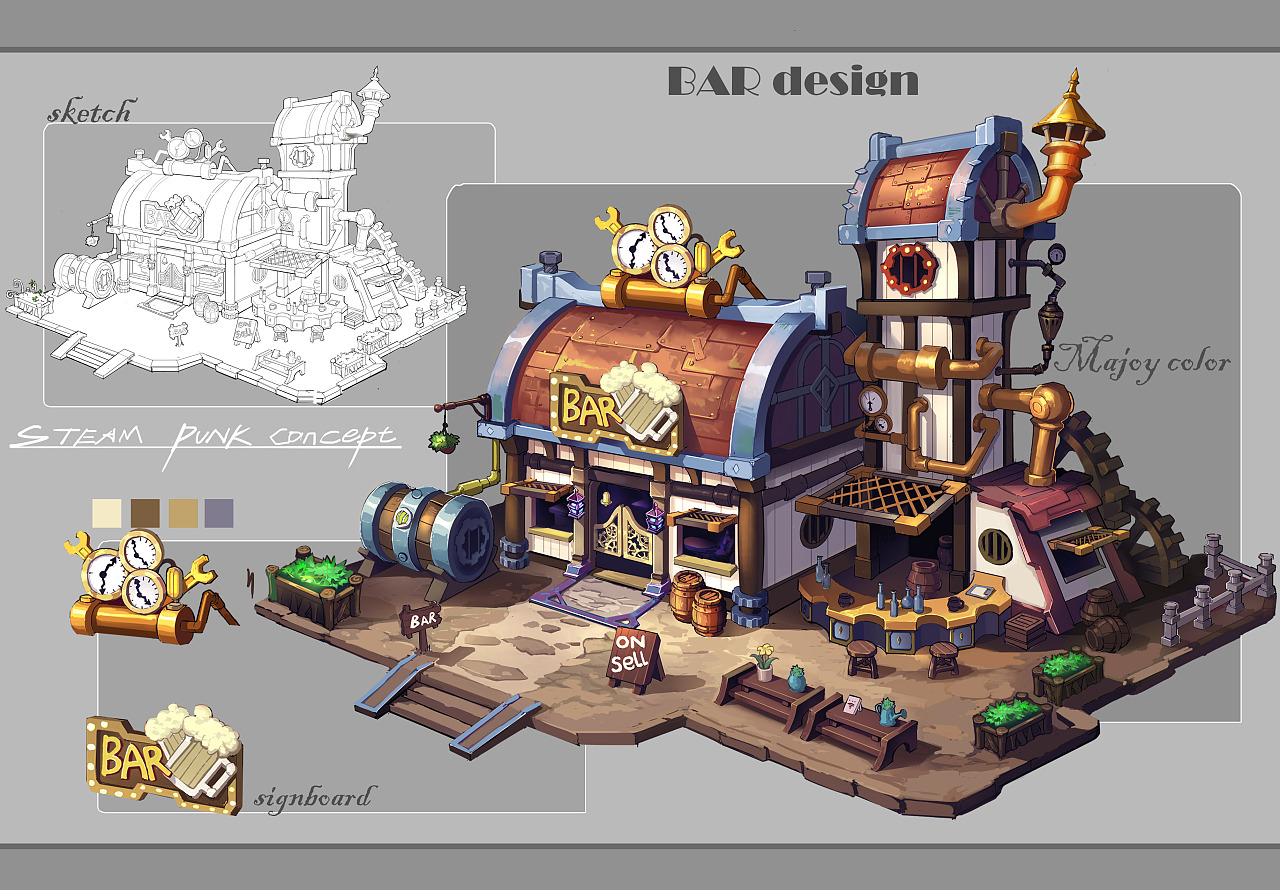 BAR design
sketch
Majoy color
STEAM PUNK concept
BAR
BAR
BAR
ON
Sell
BAR
signboard